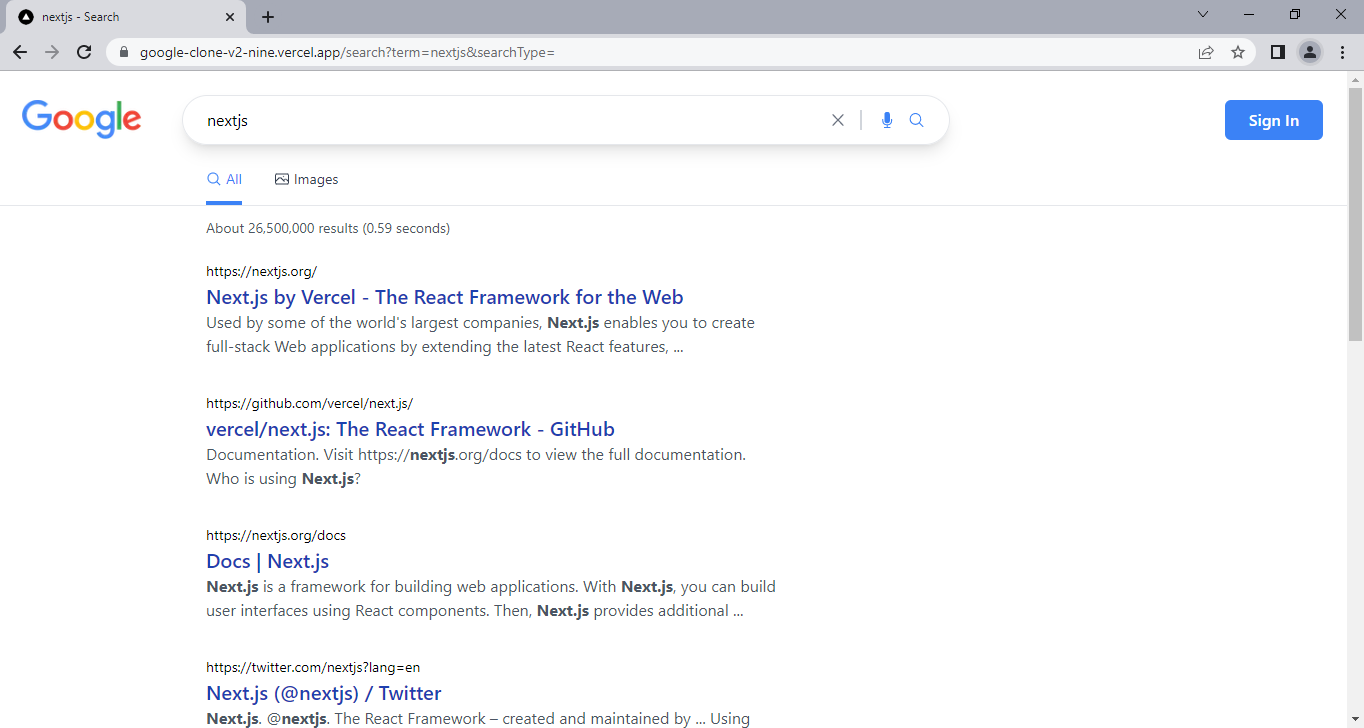 nextjs - Search
google-clone-v2-nine.vercel.app/search?term=nextjs&searchType=
Google
nextjs
Sign In
All
Images
About 26,500,000 results (0.59 seconds)
https://nextjs.org/
Next.js by Vercel - The React Framework for the Web
Used by some of the world's largest companies, Next.js enables you to create
full-stack Web applications by extending the latest React features, ...
https://github.com/vercel/next.js/
vercel/next.js: The React Framework - GitHub
Documentation. Visit https://nextjs.org/docs to view the full documentation.
Who is using Next.js?
https://nextjs.org/docs
Docs | Next.js
Next.js is a framework for building web applications. With Next.js, you can build
user interfaces using React components. Then, Next.js provides additional ...
https://twitter.com/nextjs?lang=en
Next.js (@nextjs) / Twitter
Next.js. @nextjs. The React Framework – created and maintained by ... Using